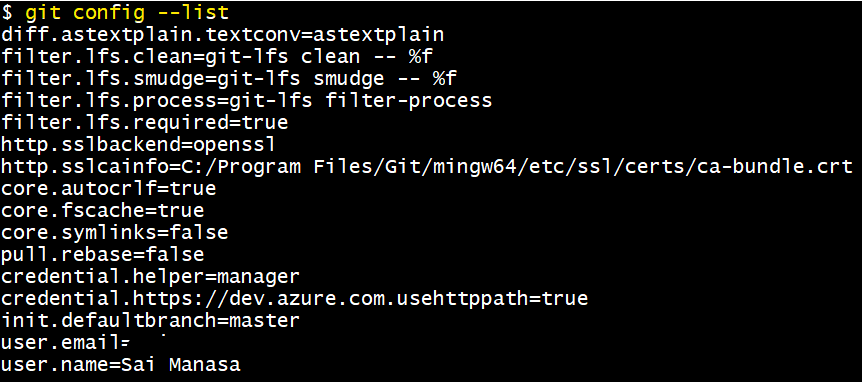 $ git config --list
diff.astextplain.textconv=astextplain
filter.lfs.clean=git-lfs clean -- %f
filter.lfs.smudge=git-lfs smudge -- %f
filter.lfs.process=git-lfs filter-process
filter.lfs.required=true
http.sslbackend=openssl
http.sslcainfo=C:/Program Files/Git/mingw64/etc/ssl/certs/ca-bundle.crt
core.autocrlf=true
core.fscache=true
core.symlinks=false
pull.rebase=false
credential.helper=manager
credential.https://dev.azure.com.usehttppath=true
init.defaultbranch=master
user.email=
user.name=Sai Manasa